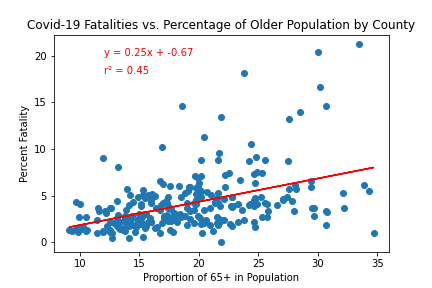 Covid-19 Fatalities vs. Percentage of Older Population by County
y = 0.25x + -0.67
r² = 0.45
Percent Fatality
20
15
10
5
0
10 15 20 25 30 35
Proportion of 65+ in Population